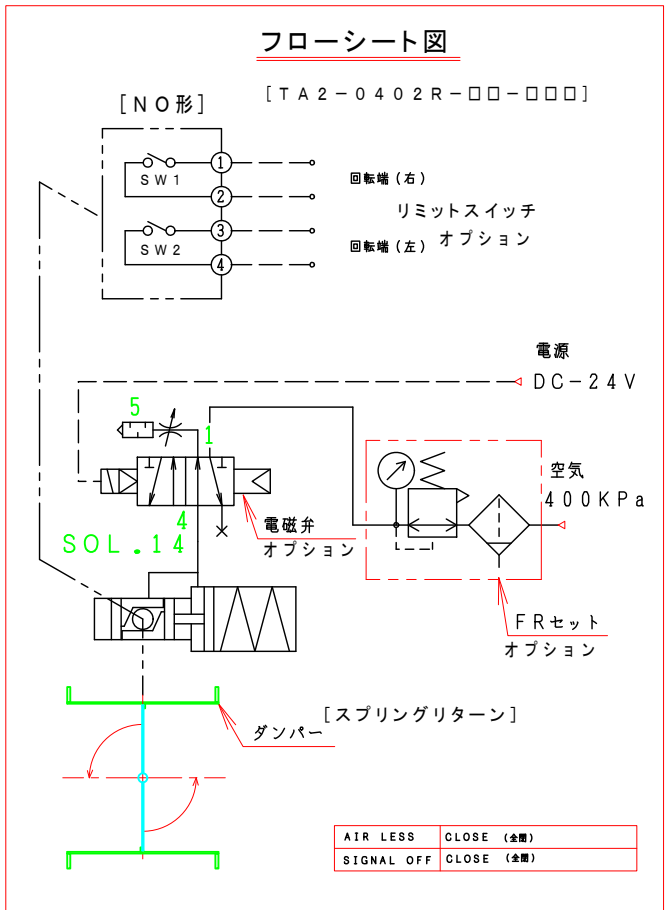 フローシート図
[NO形]
[TA2-0402R-□□-□□□]
1
SW1
2
回転端(右)
リミットスイッチ
オプション
3
SW2
4
回転端(左)
電源
DC-24V
5
1
空気
400KPa
4
SOL.14
電磁弁
オプション
FRセット
オプション
[スプリングリターン]
ダンパー
AIR LESS CLOSE (全閉)
SIGNAL OFF CLOSE (全閉)